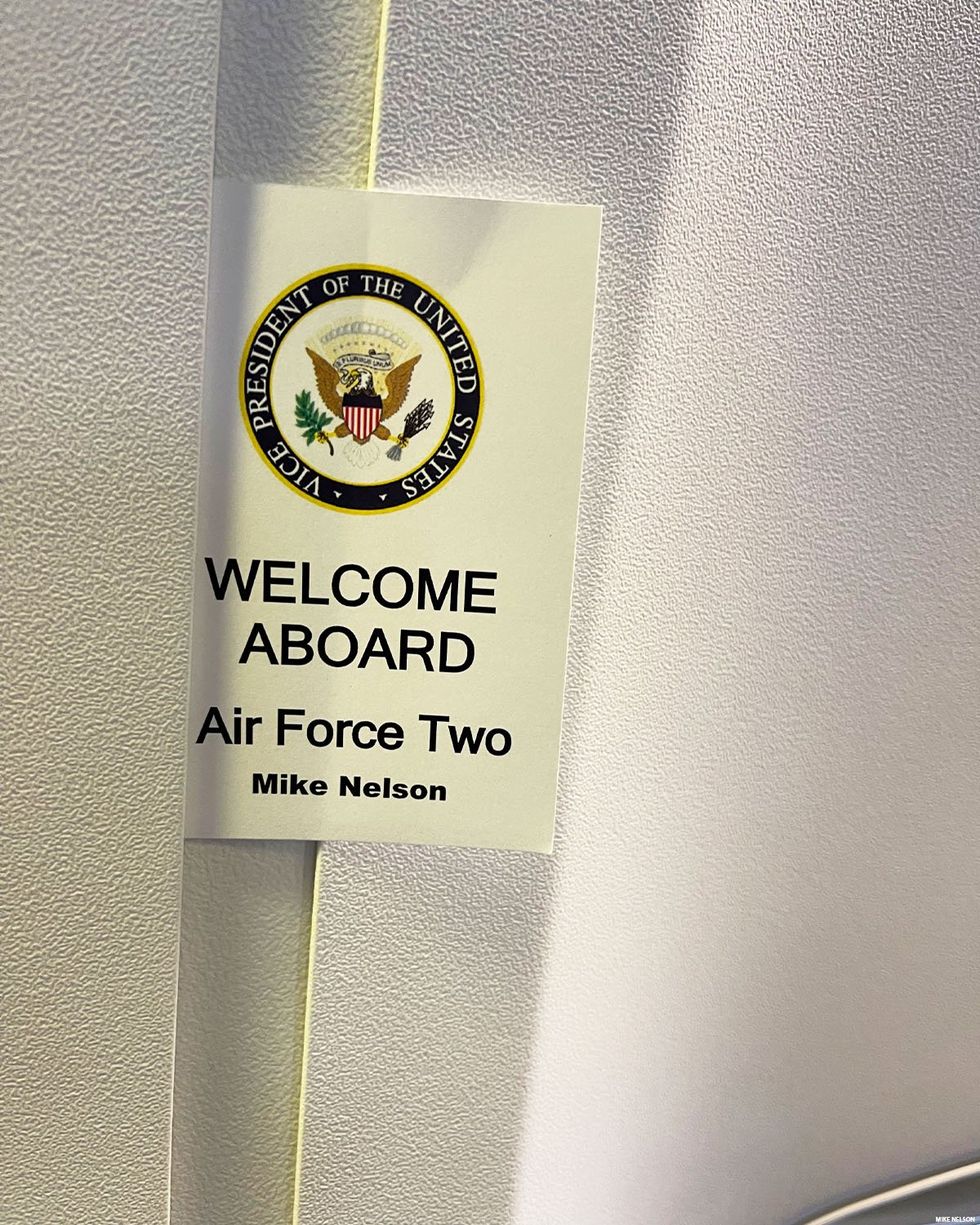 VICE PRESIDENT OF THE UNITED STATES
E PLURIBUS UNUM
WELCOME
ABOARD
Air Force Two
Mike Nelson
MIKE NELSON